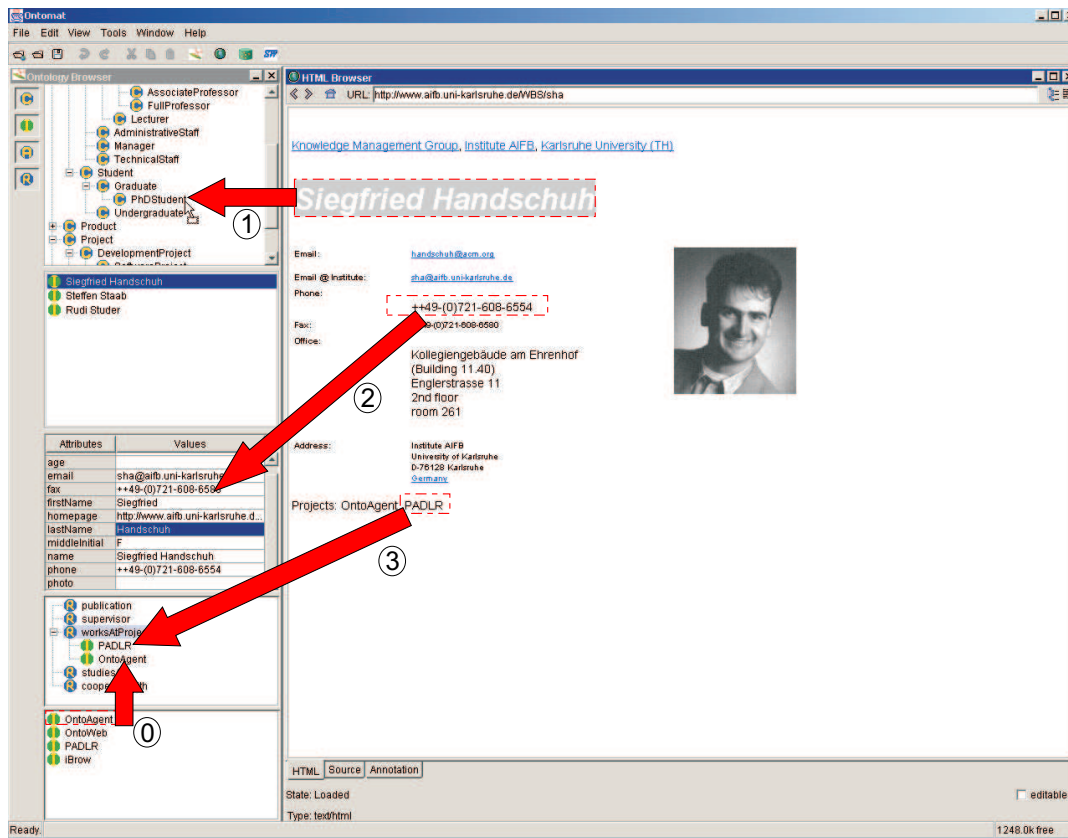 Ontomat
File Edit View Tools Window Help
Ontology Browser
AssociateProfessor
FullProfessor
Lecturer
AdministrativeStaff
Manager
TechnicalStaff
Student
Graduate
PhDStudent
Undergraduate
Product
Project
DevelopmentProject
1
Siegfried Handschuh
Steffen Staab
Rudi Studer
Attributes Values
age
email sha@aifb.uni-karlsruhe
fax ++49-(0)721-608-6580
firstName Siegfried
homepage http://www.aifb.uni-karlsruhe.d...
lastName Handschuh
middleInitial F
name Siegfried Handschuh
phone ++49-(0)721-608-6554
photo
publication
supervisor
worksAtProje
PADLR
OntoAgent
studies
coope th
0
OntoAgent
OntoWeb
PADLR
iBrow
HTML Browser
URL: http://www.aifb.uni-karlsruhe.de/WBS/sha
Knowledge Management Group, Institute AIFB, Karlsruhe University (TH)
Siegfried Handschuh
Email: handschuh@acm.org
Email @ Institute: sha@aifb.uni-karlsruhe.de
Phone:
++49-(0)721-608-6554
Fax: 9-(0)721-608-6580
Office:
Kollegiengebäude am Ehrenhof
(Building 11.40)
Englerstrasse 11
2nd floor
room 261
2
Address: Institute AIFB
University of Karlsruhe
D-76128 Karlsruhe
Germany
Projects: OntoAgent PADLR
3
HTML Source Annotation
State: Loaded
editable
Type: text/html
Ready.
1248.0k free